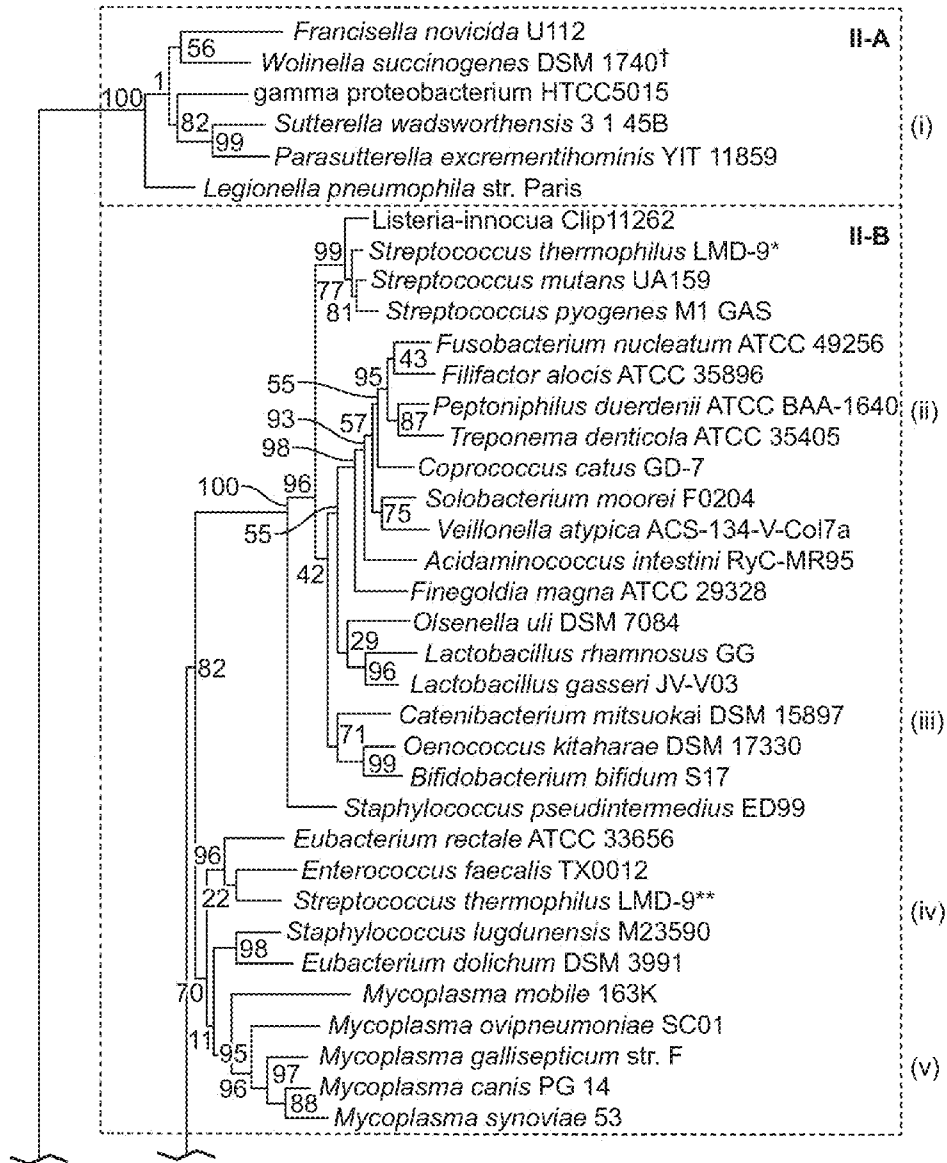 Francisella novicida U112
II-A
56
Wolinella succinogenes DSM 1740†
1
100
gamma proteobacterium HTCC5015
82
Sutterella wadsworthensis 3 1 45B
(i)
99
Parasutterella excrementihominis YIT 11859
Legionella pneumophila str. Paris
Listeria-innocua Clip11262
II-B
99
Streptococcus thermophilus LMD-9*
77
Streptococcus mutans UA159
81
Streptococcus pyogenes M1 GAS
Fusobacterium nucleatum ATCC 49256
43
95
Filifactor alocis ATCC 35896
55
Peptoniphilus duerdenii ATCC BAA-1640
(ii)
93
57
87
Treponema denticola ATCC 35405
98
Coprococcus catus GD-7
96
100
Solobacterium moorei F0204
75
55
Veillonella atypica ACS-134-V-Col7a
42
Acidaminococcus intestini RyC-MR95
Finegoldia magna ATCC 29328
Olsenella uli DSM 7084
29
Lactobacillus rhamnosus GG
82
96
Lactobacillus gasseri JV-V03
Catenibacterium mitsuokai DSM 15897
(iii)
71
Oenococcus kitaharae DSM 17330
99
Bifidobacterium bifidum S17
Staphylococcus pseudintermedius ED99
Eubacterium rectale ATCC 33656
96
Enterococcus faecalis TX0012
22
Streptococcus thermophilus LMD-9**
(iv)
Staphylococcus lugdunensis M23590
98
Eubacterium dolichum DSM 3991
70
Mycoplasma mobile 163K
11
Mycoplasma ovipneumoniae SC01
95
Mycoplasma gallisepticum str. F
(v)
96
97
Mycoplasma canis PG 14
88
Mycoplasma synoviae 53